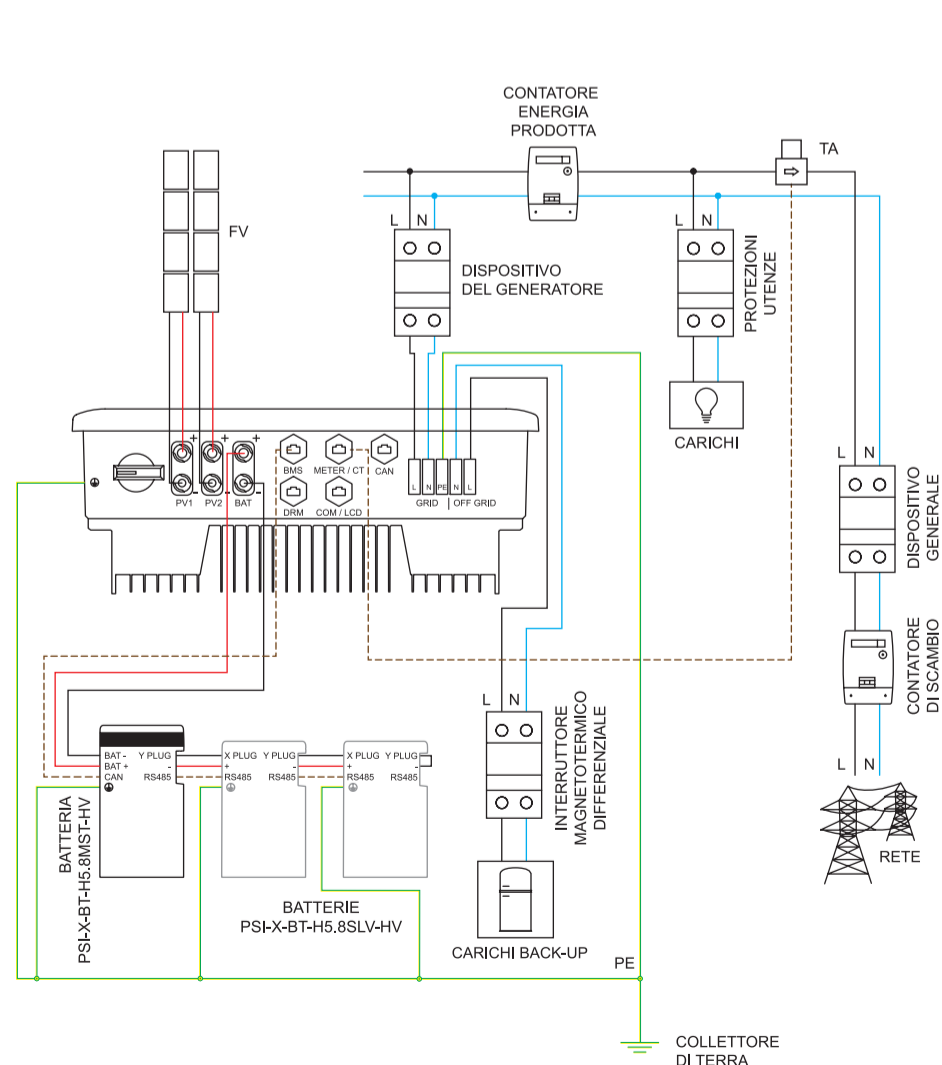 CONTATORE
ENERGIA
PRODOTTA
TA
FV
L N
DISPOSITIVO
DEL GENERATORE
L N
PROTEZIONI
UTENZE
CARICHI
+ + +
BMS
METER / CT
CAN
- - -
PV1 PV2 BAT
DRM
COM / LCD
L N PE N L
GRID | OFF GRID
L N
DISPOSITIVO
GENERALE
CONTATORE
DI SCAMBIO
L N
RETE
L N
INTERRUTTORE
MAGNETOTERMICO
DIFFERENZIALE
CARICHI BACK-UP
BAT - Y PLUG
BAT + -
CAN RS485
X PLUG Y PLUG
+ -
RS485 RS485
X PLUG Y PLUG
+ -
RS485 RS485
BATTERIA
PSI-X-BT-H5.8MST-HV
BATTERIE
PSI-X-BT-H5.8SLV-HV
PE
COLLETTORE
DI TERRA